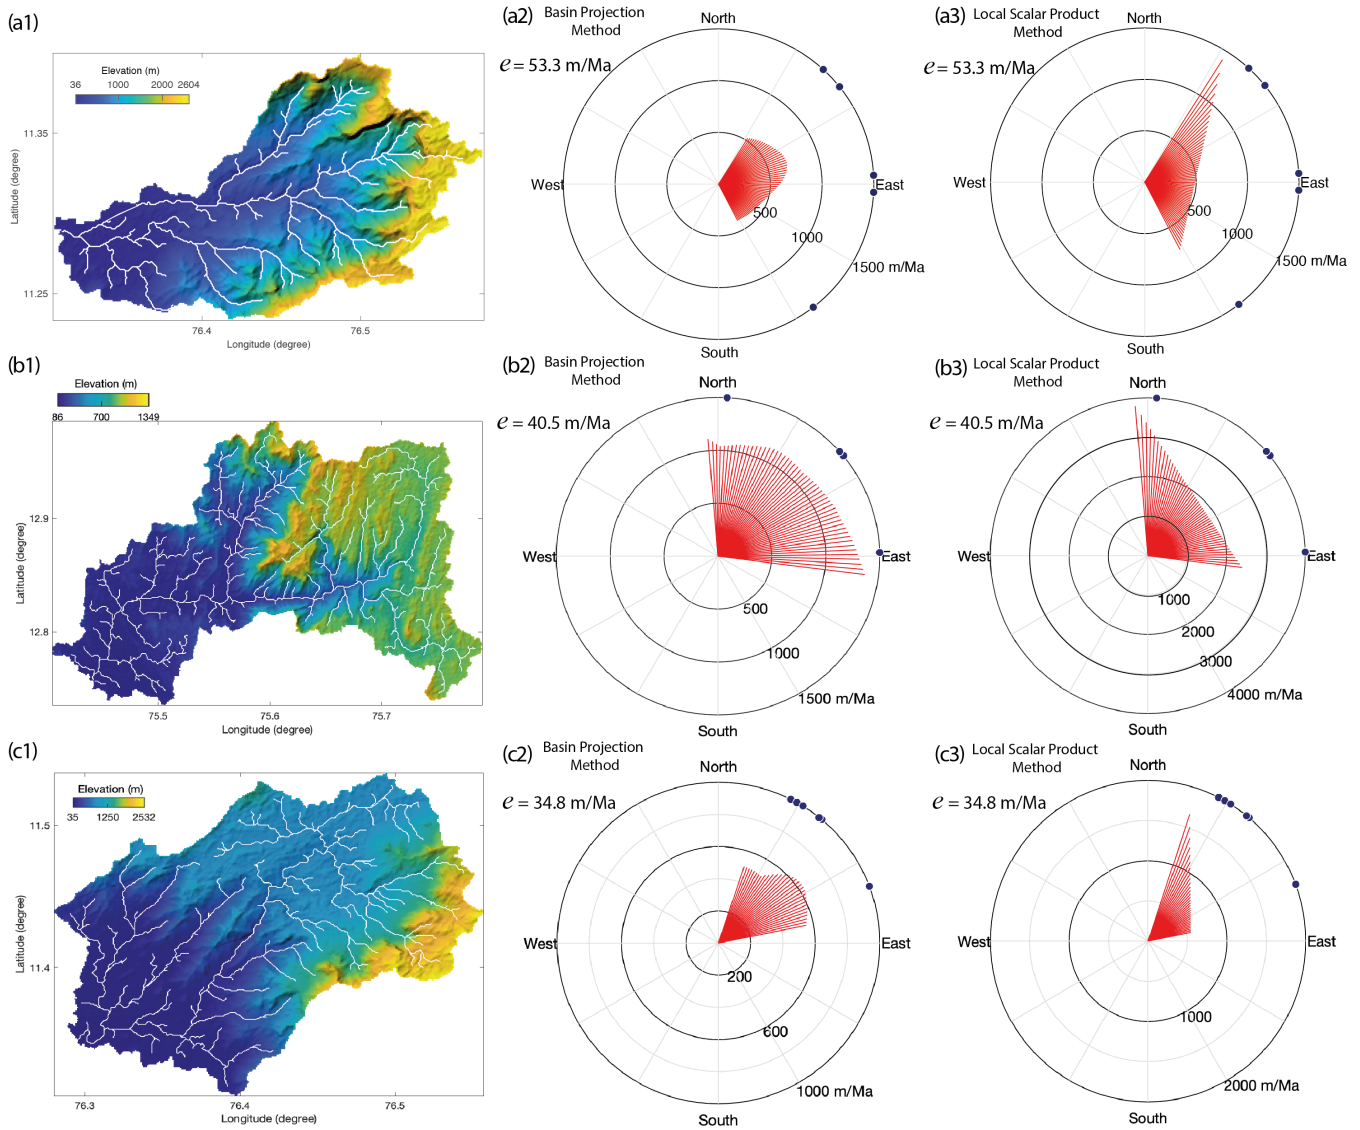 (a1)
Elevation (m)
36 1000 2000 2604
11.35
11.25
Latitude (degree)
76.4 76.5
Longitude (degree)
(a2) Basin Projection
Method
North
e = 53.3 m/Ma
West East
500
1000
1500 m/Ma
South
(a3) Local Scalar Product
Method
North
e = 53.3 m/Ma
West East
500
1000
1500 m/Ma
South
(b1)
Elevation (m)
86 700 1349
12.9
12.8
Latitude (degree)
75.5 75.6 75.7
Longitude (degree)
(b2) Basin Projection
Method
North
e = 40.5 m/Ma
West East
500
1000
1500 m/Ma
South
(b3) Local Scalar Product
Method
North
e = 40.5 m/Ma
West East
1000
2000
3000
4000 m/Ma
South
(c1)
Elevation (m)
35 1250 2532
11.5
11.4
Latitude (degree)
76.3 76.4 76.5
Longitude (degree)
(c2) Basin Projection
Method
North
e = 34.8 m/Ma
West East
200
600
1000 m/Ma
South
(c3) Local Scalar Product
Method
North
e = 34.8 m/Ma
West East
1000
2000 m/Ma
South